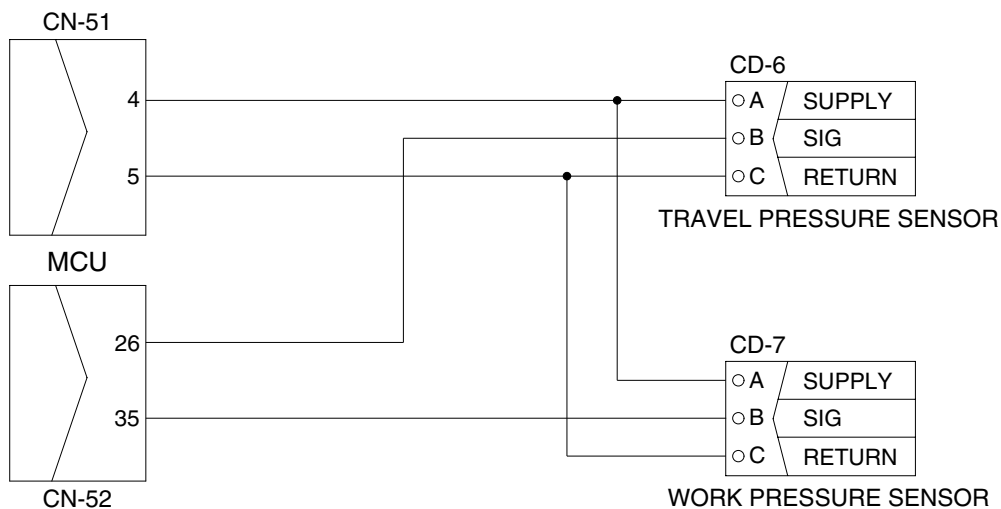 CN-51
4
5
MCU
26
35
CN-52
CD-6
A SUPPLY
B SIG
C RETURN
TRAVEL PRESSURE SENSOR
CD-7
A SUPPLY
B SIG
C RETURN
WORK PRESSURE SENSOR